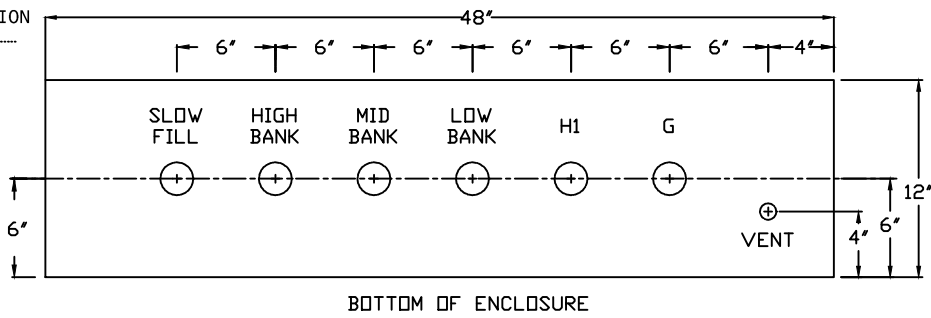 48"
6" 6" 6" 6" 6" 6" 4"
SLOW FILL
HIGH BANK
MID BANK
LOW BANK
H1
G
6"
VENT
4"
6"
12"
BOTTOM OF ENCLOSURE